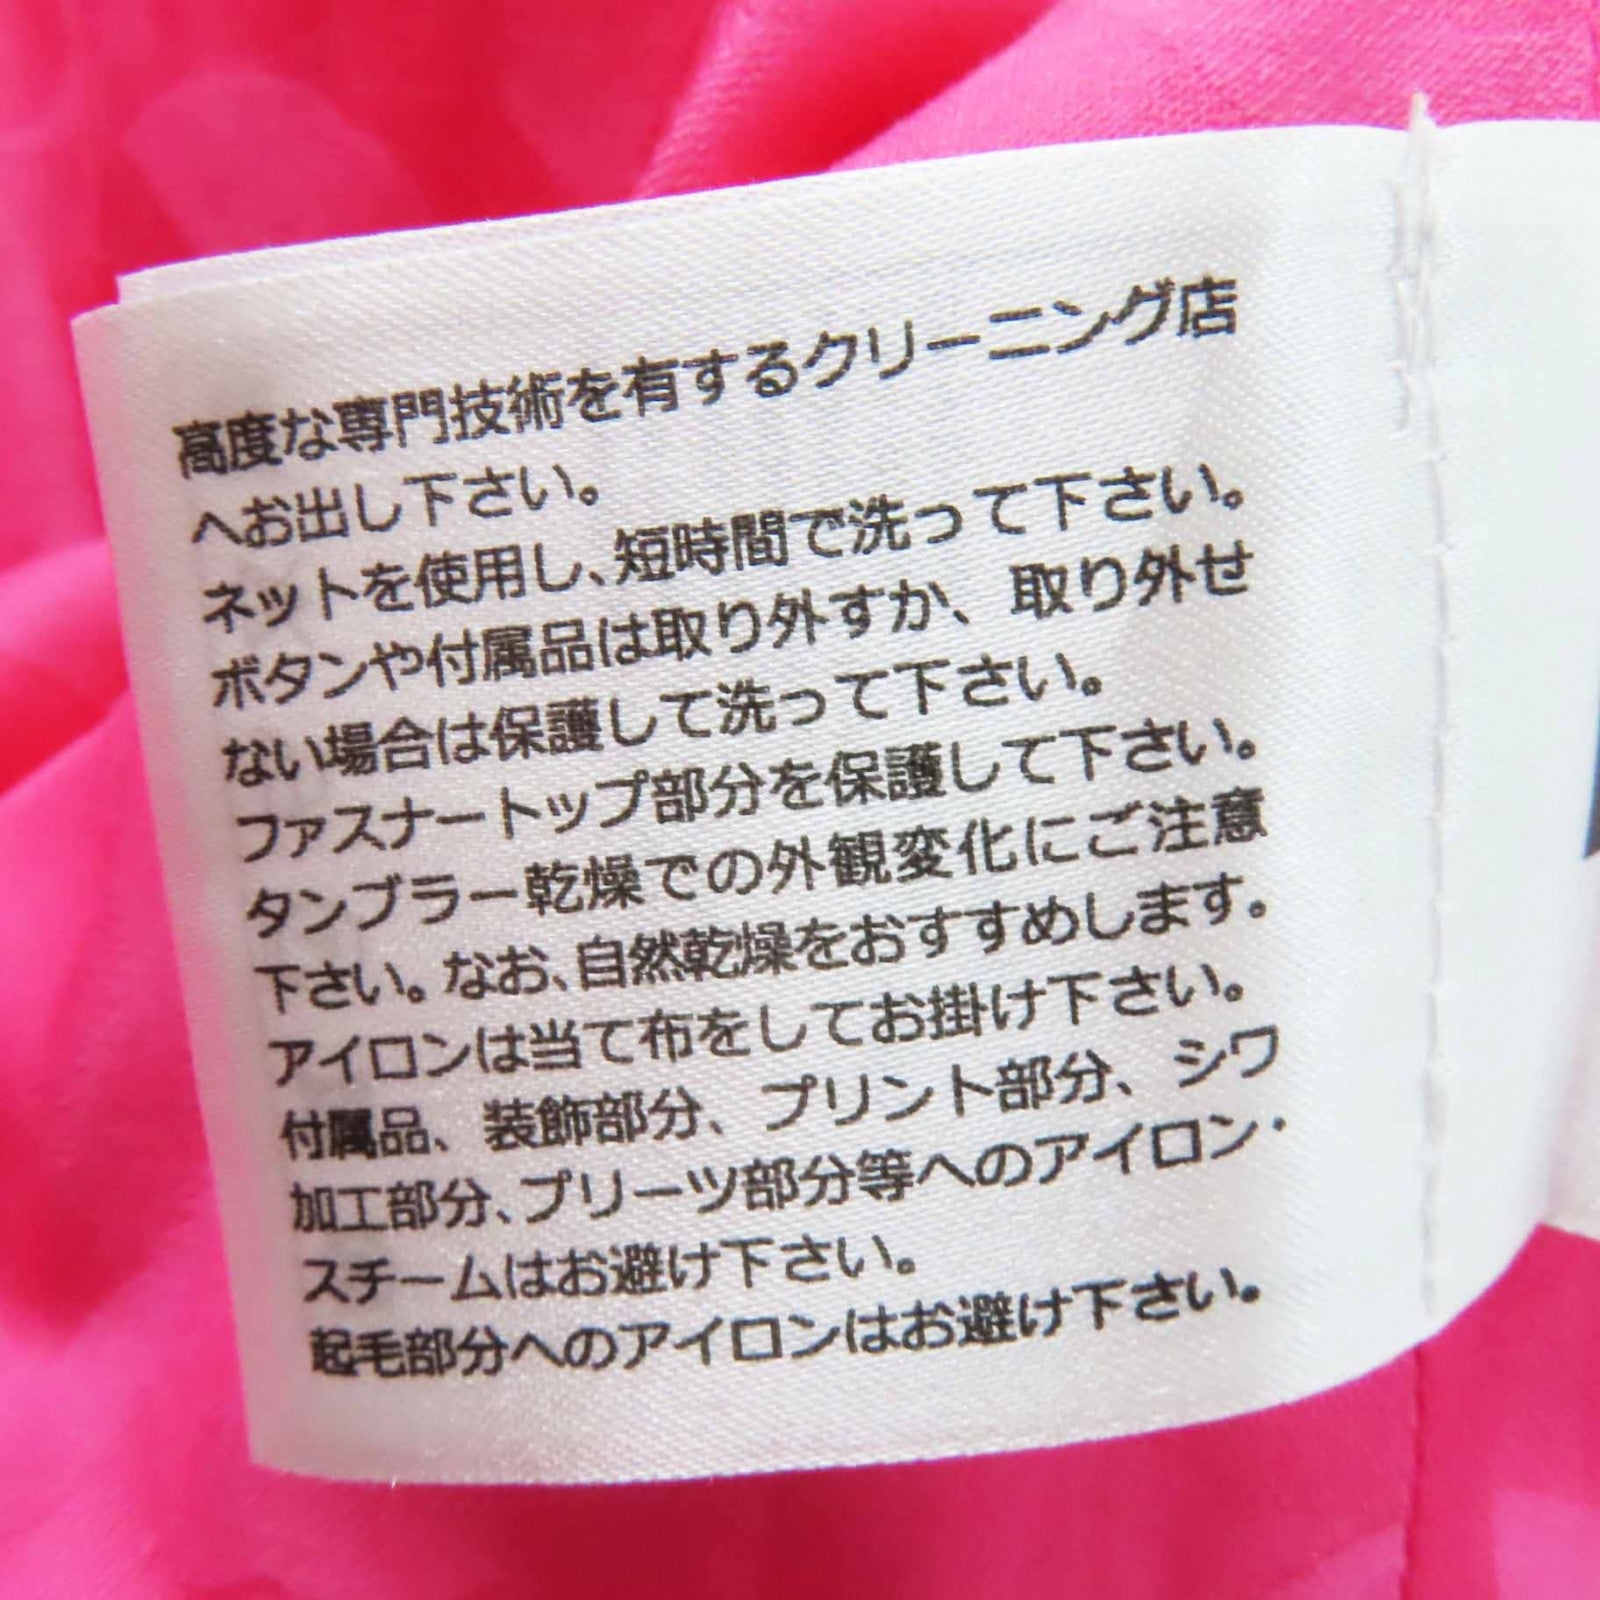 高度な専門技術を有するクリーニング店
へお出し下さい。
ネットを使用し、短時間で洗って下さい。
ボタンや付属品は取り外すか、取り外せ
ない場合は保護して洗って下さい。
ファスナートップ部分を保護して下さい。
タンブラー乾燥での外観変化にご注意
下さい。なお、自然乾燥をおすすめします。
アイロンは当て布をしてお掛け下さい。
付属品、装飾部分、プリント部分、シワ
加工部分、プリーツ部分等へのアイロン・
スチームはお避け下さい。
起毛部分へのアイロンはお避け下さい。